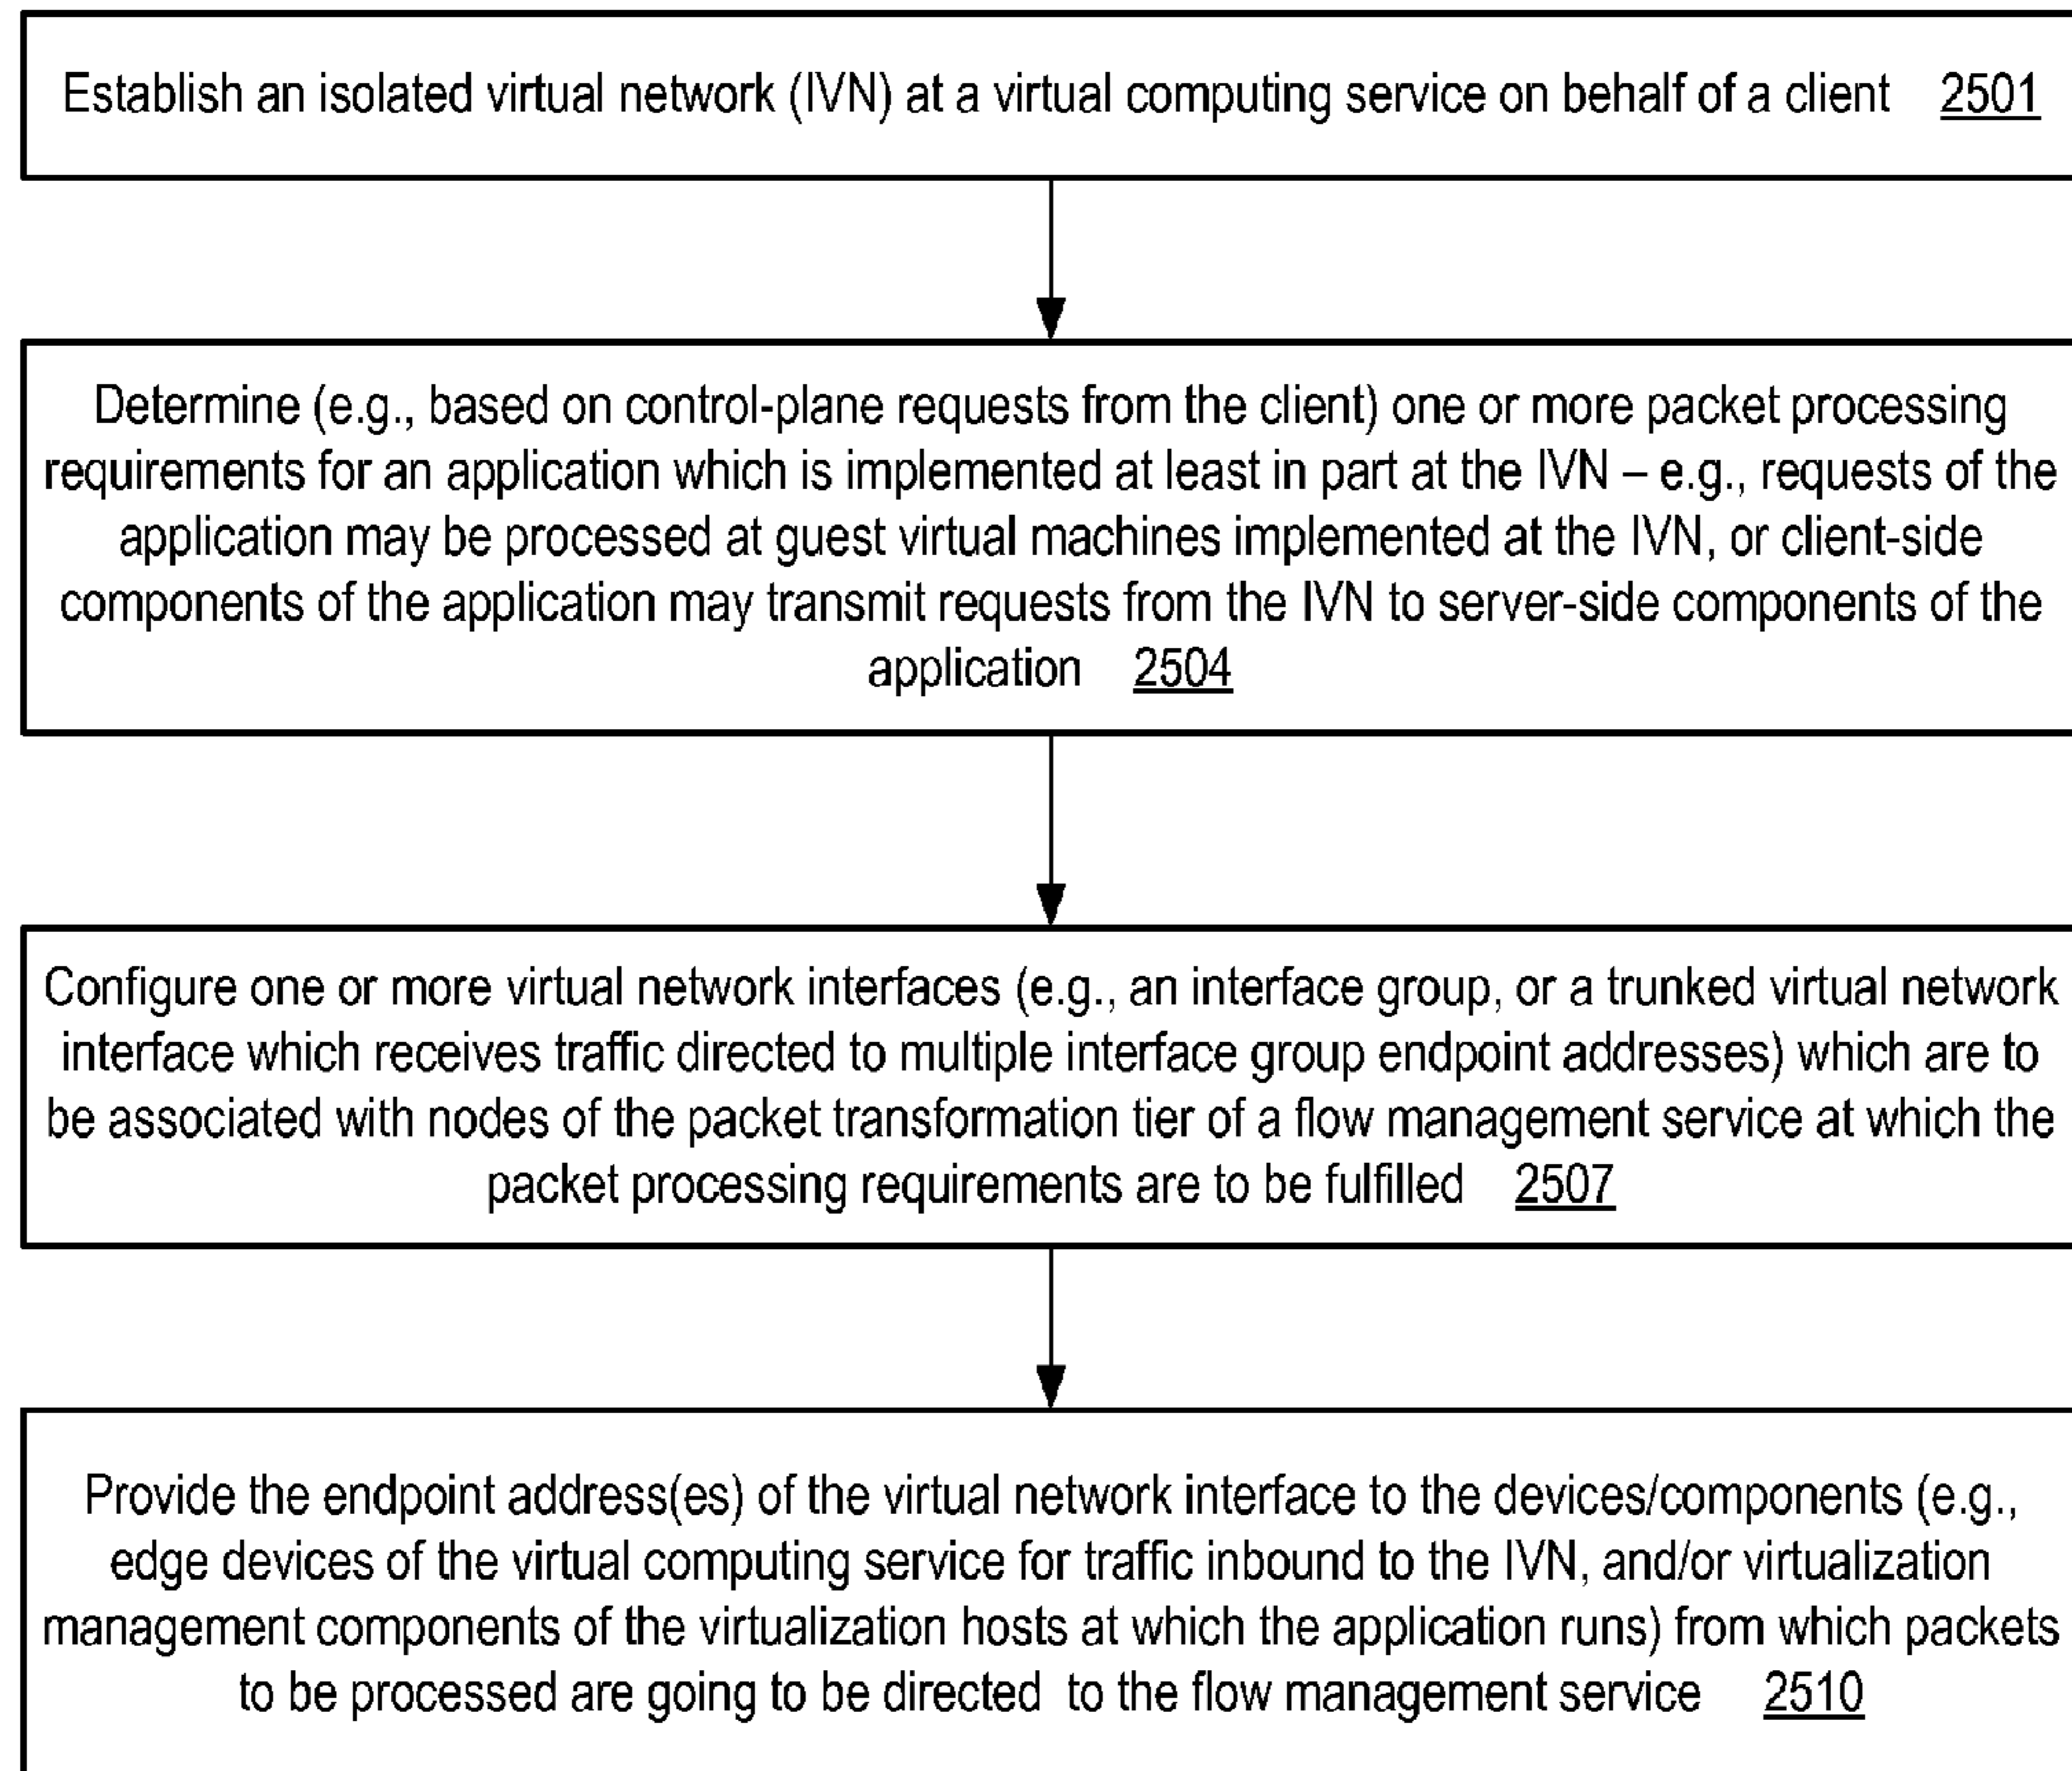 Establish an isolated virtual network (IVN) at a virtual computing service on behalf of a client 2501
Determine (e.g., based on control-plane requests from the client) one or more packet processing
requirements for an application which is implemented at least in part at the IVN – e.g., requests of the
application may be processed at guest virtual machines implemented at the IVN, or client-side
components of the application may transmit requests from the IVN to server-side components of the
application 2504
Configure one or more virtual network interfaces (e.g., an interface group, or a trunked virtual network
interface which receives traffic directed to multiple interface group endpoint addresses) which are to
be associated with nodes of the packet transformation tier of a flow management service at which the
packet processing requirements are to be fulfilled 2507
Provide the endpoint address(es) of the virtual network interface to the devices/components (e.g.,
edge devices of the virtual computing service for traffic inbound to the IVN, and/or virtualization
management components of the virtualization hosts at which the application runs) from which packets
to be processed are going to be directed to the flow management service 2510